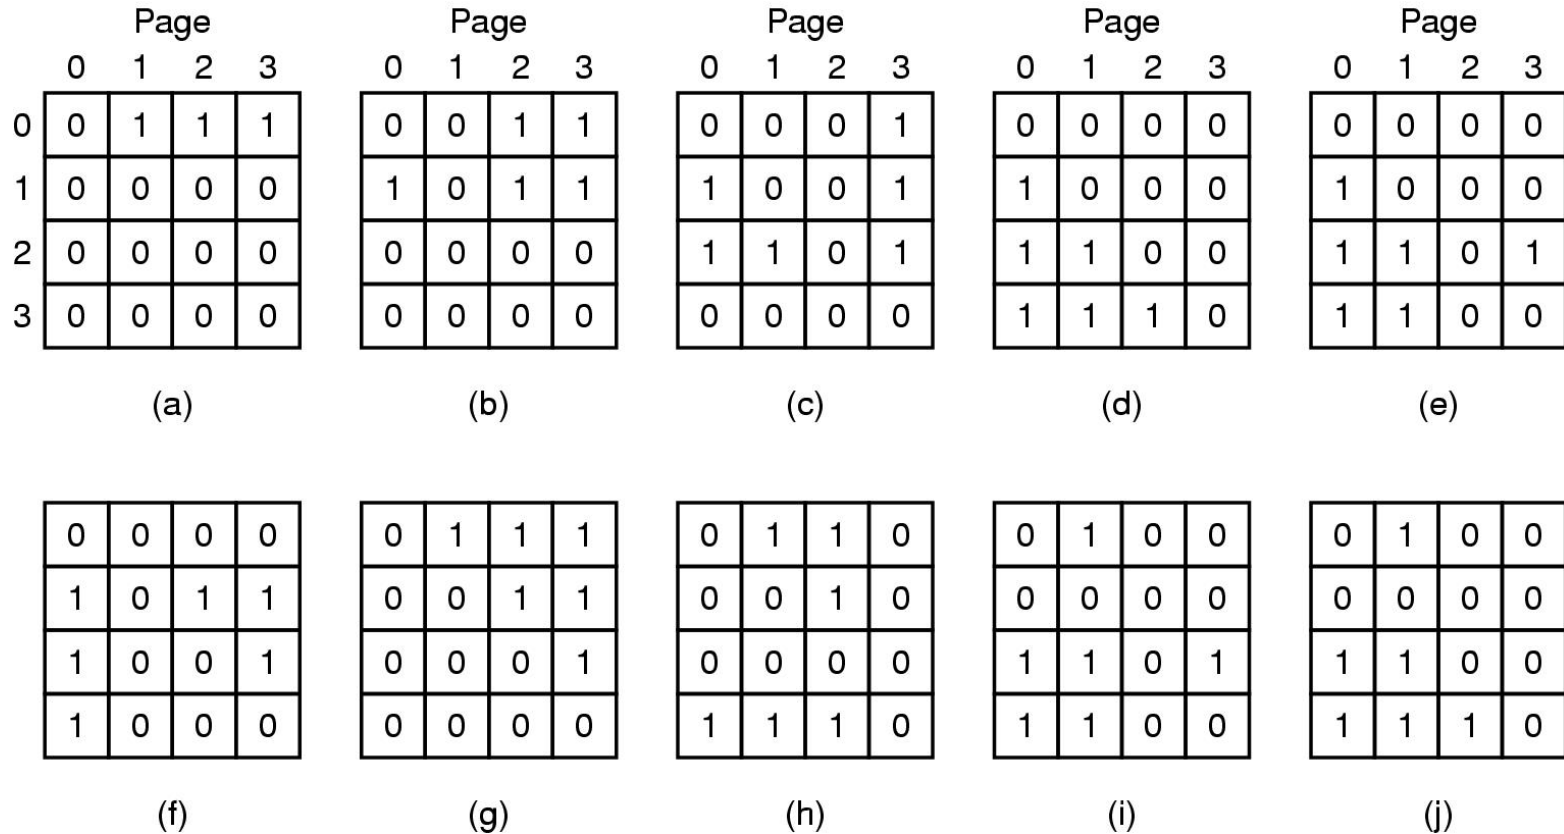 Page Page Page Page Page
0 1 2 3 0 1 2 3 0 1 2 3 0 1 2 3 0 1 2 3
0 0 1 1 1 0 0 1 1 0 0 0 1 0 0 0 0 0 0 0 0
1 0 0 0 0 1 0 1 1 1 0 0 1 1 0 0 0 1 0 0 0
2 0 0 0 0 0 0 0 0 1 1 0 1 1 1 0 0 1 1 0 1
3 0 0 0 0 0 0 0 0 0 0 0 0 1 1 1 0 1 1 0 0
(a) (b) (c) (d) (e)
0 0 0 0 0 1 1 1 0 1 1 0 0 1 0 0 0 1 0 0
1 0 1 1 0 0 1 1 0 0 1 0 0 0 0 0 0 0 0 0
1 0 0 1 0 0 0 1 0 0 0 0 1 1 0 1 1 1 0 0
1 0 0 0 0 0 0 0 1 1 1 0 1 1 0 0 1 1 1 0
(f) (g) (h) (i) (j)